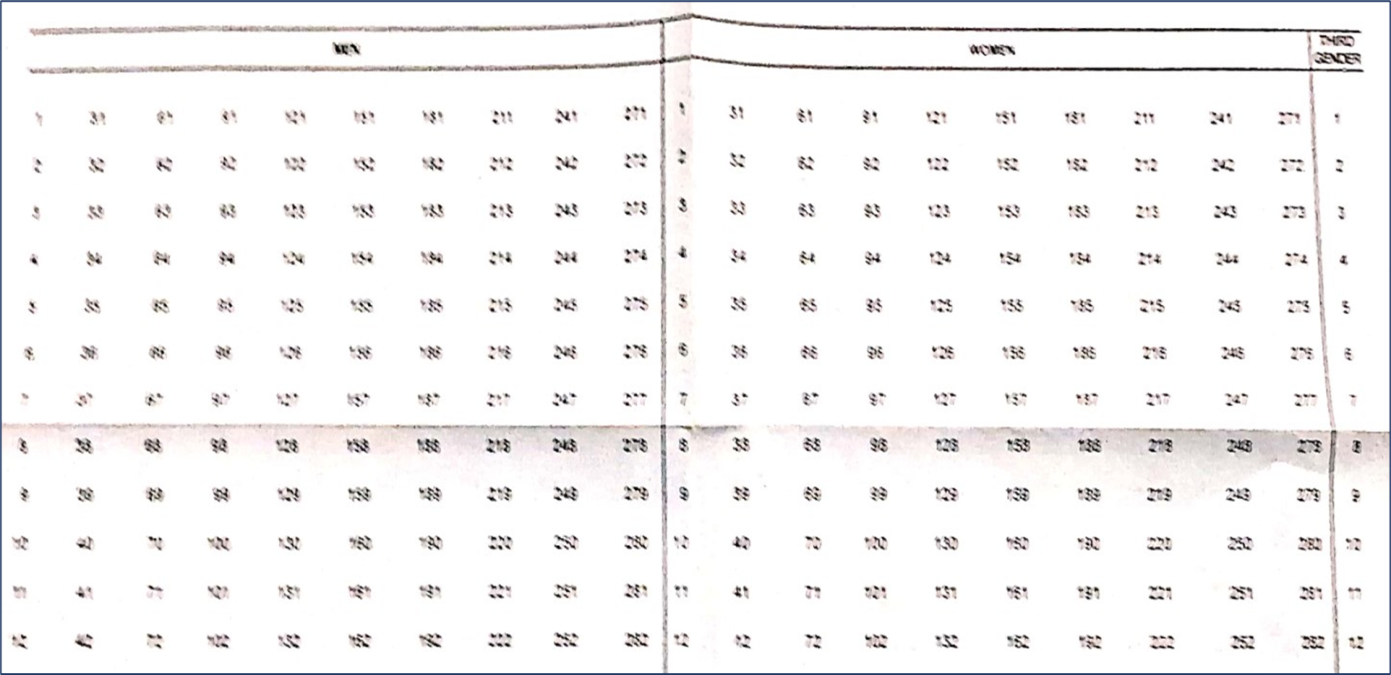 MEN WOMEN THIRD GENDER
1 31 61 91 121 151 181 211 241 271 1 31 61 91 121 151 181 211 241 271 1
2 32 62 92 122 152 182 212 242 272 2 32 62 92 122 152 182 212 242 272 2
3 33 63 93 123 153 183 213 243 273 3 33 63 93 123 153 183 213 243 273 3
4 34 64 94 124 154 184 214 244 274 4 34 64 94 124 154 184 214 244 274 4
5 35 65 95 125 155 185 215 245 275 5 35 65 95 125 155 185 215 245 275 5
6 36 66 96 126 156 186 216 246 276 6 36 66 96 126 156 186 216 246 276 6
7 37 67 97 127 157 187 217 247 277 7 37 67 97 127 157 187 217 247 277 7
8 38 68 98 128 158 188 218 248 278 8 38 68 98 128 158 188 218 248 278 8
9 39 69 99 129 159 189 219 249 279 9 39 69 99 129 159 189 219 249 279 9
10 40 70 100 130 160 190 220 250 280 10 40 70 100 130 160 190 220 250 280 10
11 41 71 101 131 161 191 221 251 281 11 41 71 101 131 161 191 221 251 281 11
12 42 72 102 132 162 192 222 252 282 12 42 72 102 132 162 192 222 252 282 12